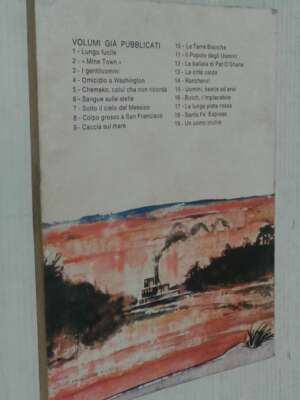 VOLUMI GIÀ PUBBLICATI
1 - Lungo fucile
2 - « Mine Town »
3 - I gentiluomini
4 - Omicidio a Washington
5 - Chemako, colui che non ricorda
6 - Sangue sulle stelle
7 - Sotto il cielo del Messico
8 - Colpo grosso a San Francisco
9 - Caccia sul mare
10 - Le Terre Bianche
11 - Il Popolo degli Uomini
12 - La ballata di Pat O'Shane
13 - La città calda
14 - Ranchero!
15 - Uomini, bestie ed eroi
16 - Butch, l'implacabile
17 - La lunga pista rossa
18 - Santa Fe' Express
19 - Un uomo inutile